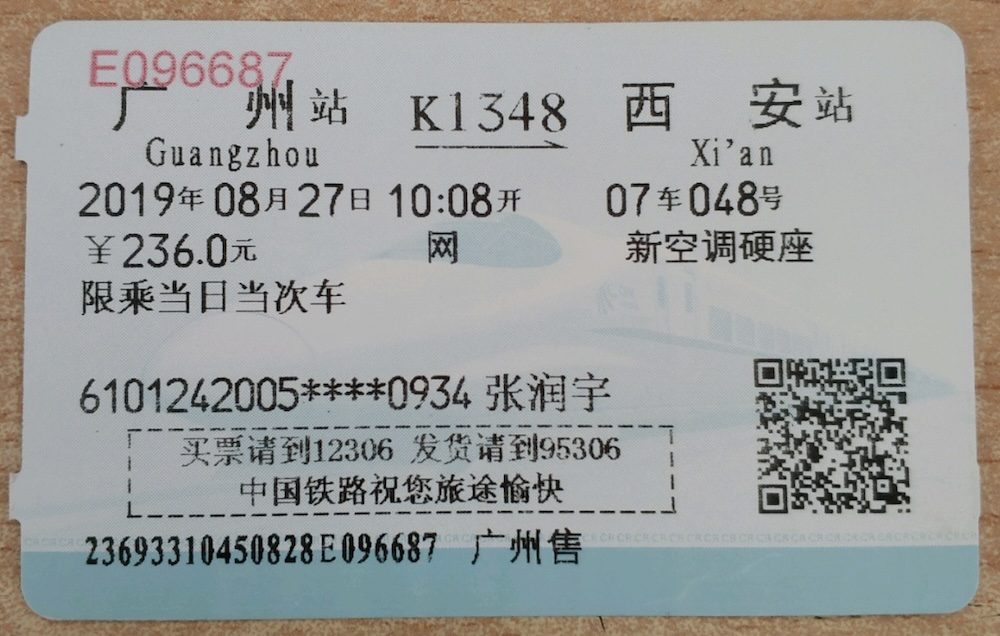 E096687
广州站 K1348 西安站
Guangzhou Xi'an
2019年08月27日 10:08开 07车048号
￥236.0元 网 新空调硬座
限乘当日当次车
6101242005****0934 张润宇
买票请到12306 发货请到95306
中国铁路祝您旅途愉快
23693310450828E096687 广州售